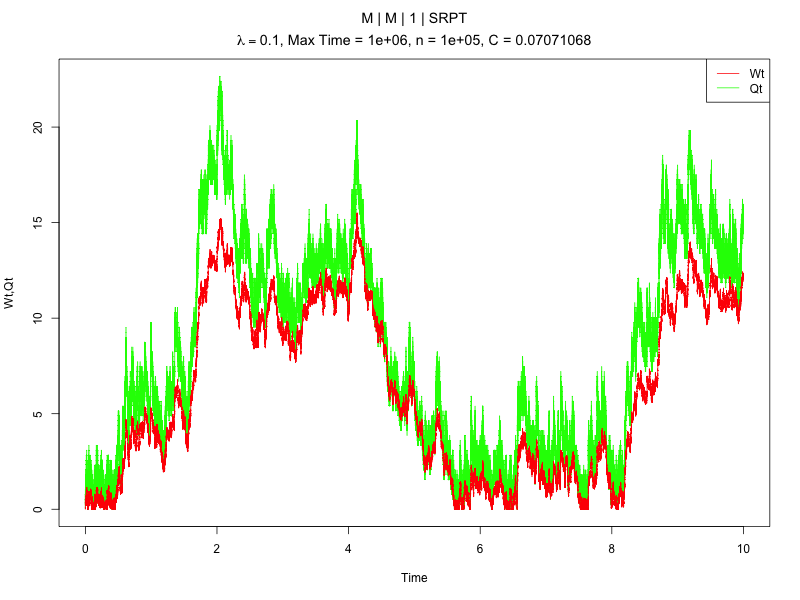 M | M | 1 | SRPT
λ = 0.1, Max Time = 1e+06, n = 1e+05, C = 0.07071068
Wt
Qt
Wt,Qt
20
15
10
5
0
0 2 4 6 8 10
Time